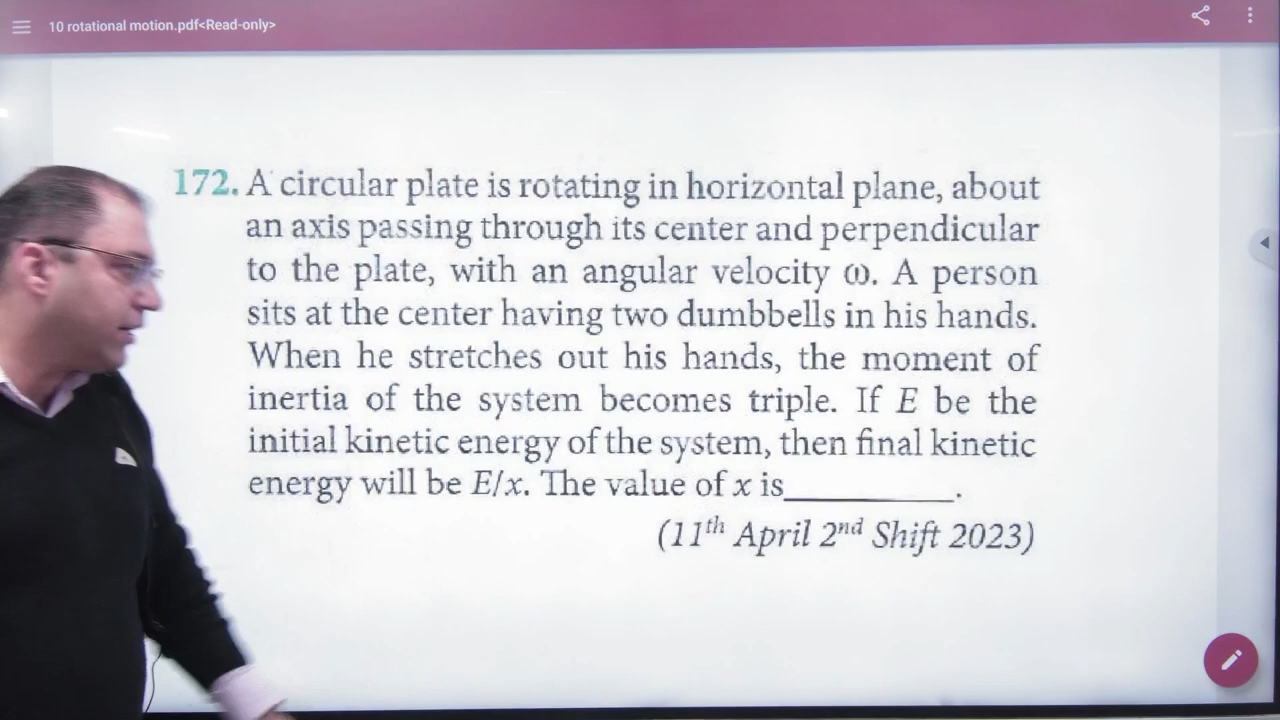 10 rotational motion.pdf<Read-only>
172. A circular plate is rotating in horizontal plane, about
an axis passing through its center and perpendicular
to the plate, with an angular velocity ω. A person
sits at the center having two dumbbells in his hands.
When he stretches out his hands, the moment of
inertia of the system becomes triple. If E be the
initial kinetic energy of the system, then final kinetic
energy will be E/x. The value of x is__________.
(11th April 2nd Shift 2023)